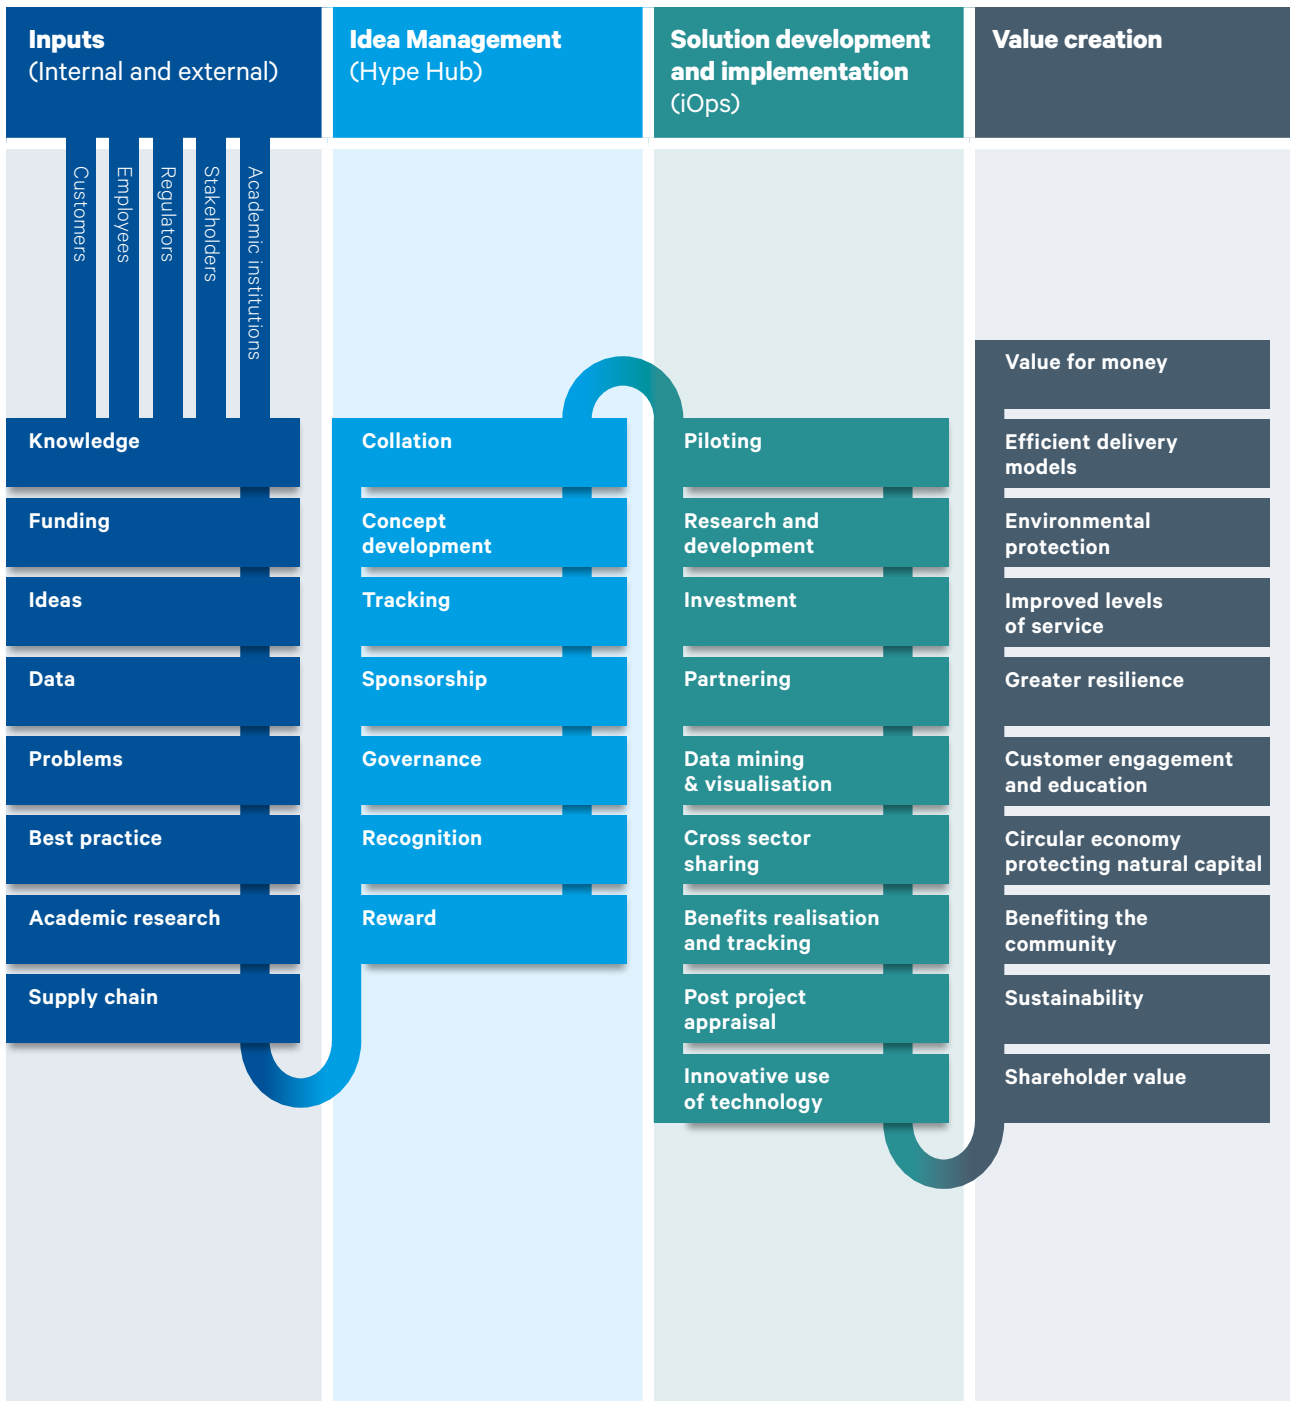 Inputs
(Internal and external)
Customers
Employees
Regulators
Stakeholders
Academic institutions
Knowledge
Funding
Ideas
Data
Problems
Best practice
Academic research
Supply chain
Idea Management
(Hype Hub)
Collation
Concept
development
Tracking
Sponsorship
Governance
Recognition
Reward
Solution development
and implementation
(iOps)
Piloting
Research and
development
Investment
Partnering
Data mining
& visualisation
Cross sector
sharing
Benefits realisation
and tracking
Post project
appraisal
Innovative use
of technology
Value creation
Value for money
Efficient delivery
models
Environmental
protection
Improved levels
of service
Greater resilience
Customer engagement
and education
Circular economy
protecting natural capital
Benefiting the
community
Sustainability
Shareholder value